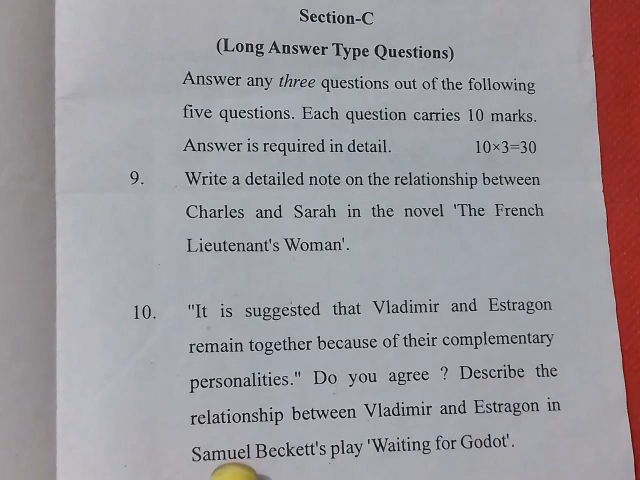 Section-C
(Long Answer Type Questions)
Answer any three questions out of the following
five questions. Each question carries 10 marks.
Answer is required in detail. 10×3=30
9. Write a detailed note on the relationship between
Charles and Sarah in the novel 'The French
Lieutenant's Woman'.
10. "It is suggested that Vladimir and Estragon
remain together because of their complementary
personalities." Do you agree ? Describe the
relationship between Vladimir and Estragon in
Samuel Beckett's play 'Waiting for Godot'.